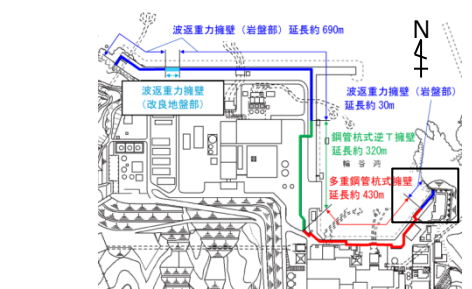 波返重力擁壁（岩盤部）延長約 690m
N
波返重力擁壁
（改良地盤部）
波返重力擁壁（岩盤部）
延長約 30m
鋼管杭式逆T擁壁
延長約 320m
輪谷湾
多重鋼管杭式擁壁
延長約 430m